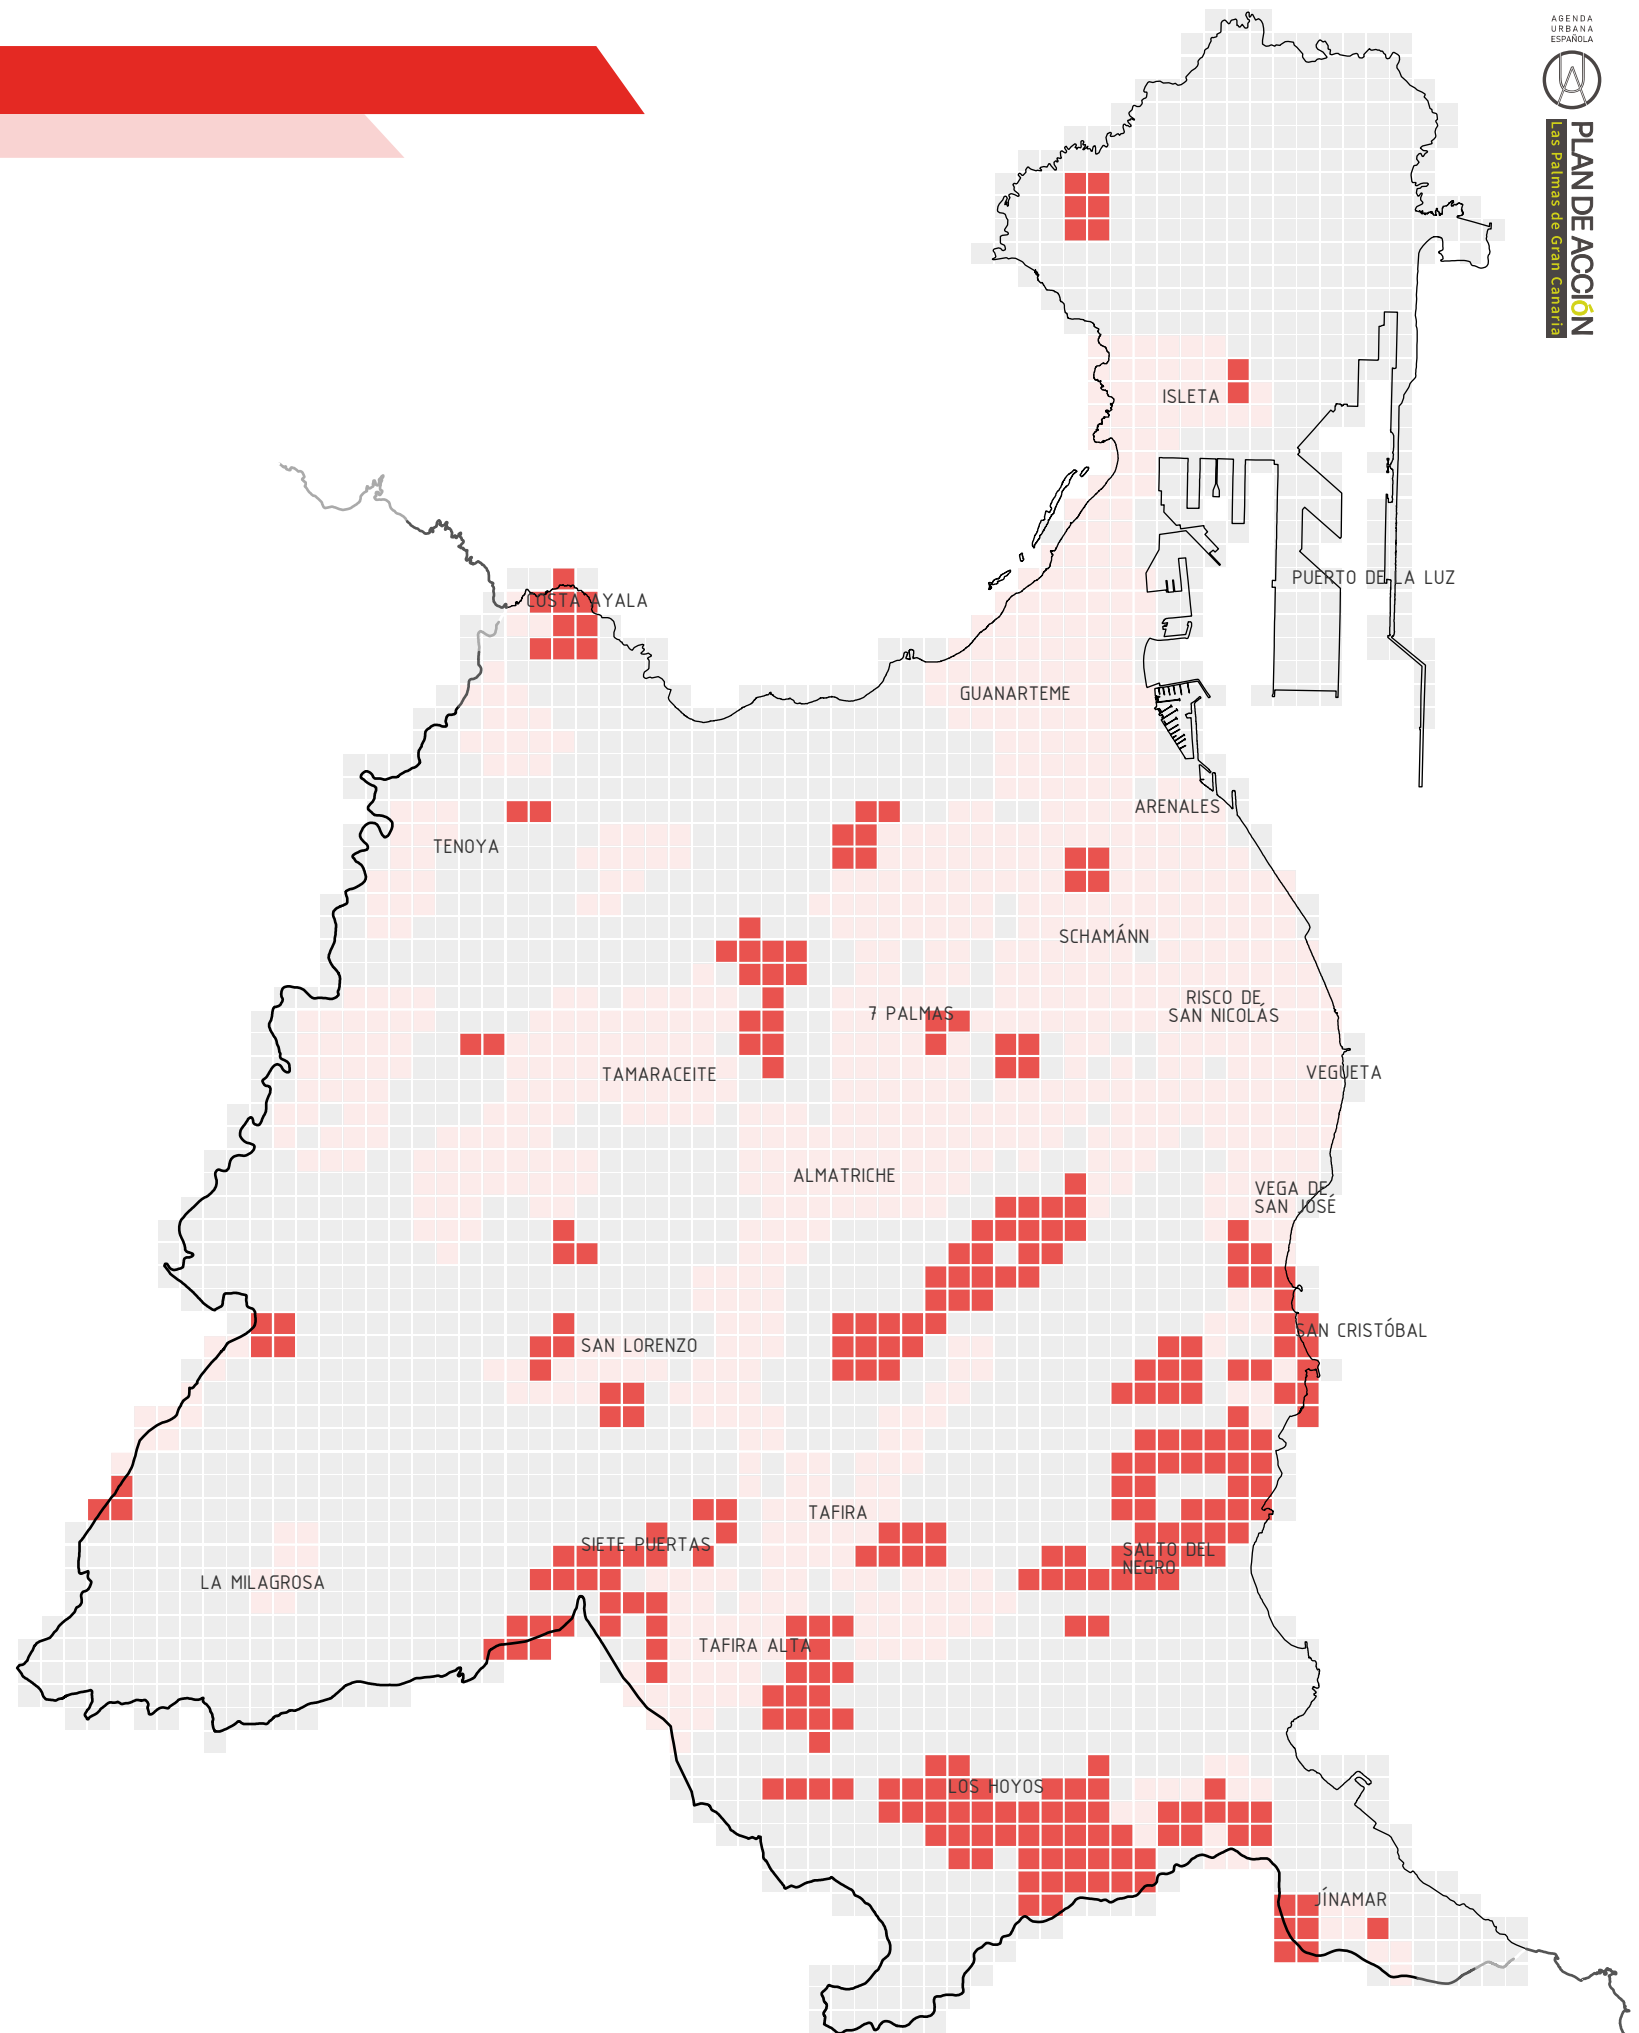 AGENDA
URBANA
ESPAÑOLA
PLAN DE ACCIÓN
Las Palmas de Gran Canaria
ISLETA
PUERTO DE LA LUZ
COSTA AYALA
GUANARTEME
ARENALES
TENOYA
SCHAMÁNN
RISCO DE
SAN NICOLÁS
7 PALMAS
TAMARACEITE
VEGUETA
ALMATRICHE
VEGA DE
SAN JOSÉ
SAN CRISTÓBAL
SAN LORENZO
TAFIRA
SIETE PUERTAS
SALTO DEL
NEGRO
LA MILAGROSA
TAFIRA ALTA
LOS HOYOS
JÍNAMAR